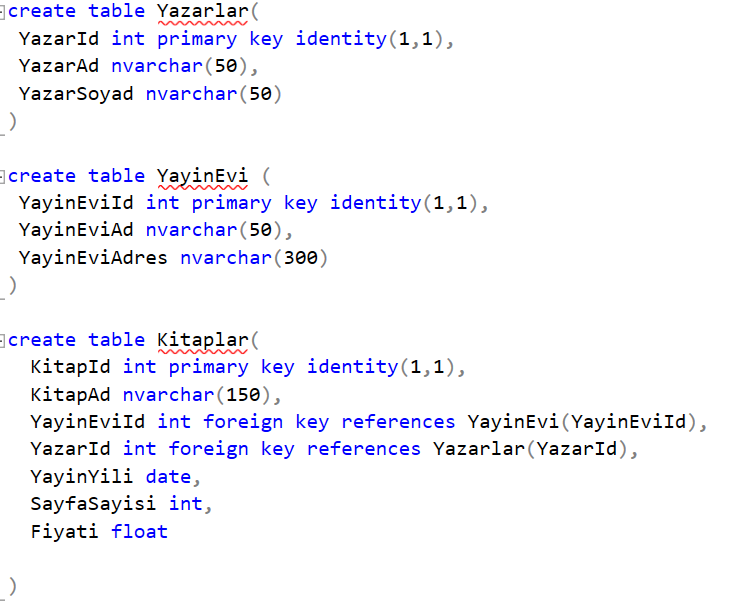 create table Yazarlar(
YazarId int primary key identity(1,1),
YazarAd nvarchar(50),
YazarSoyad nvarchar(50)
)
create table YayinEvi (
YayinEviId int primary key identity(1,1),
YayinEviAd nvarchar(50),
YayinEviAdres nvarchar(300)
)
create table Kitaplar(
KitapId int primary key identity(1,1),
KitapAd nvarchar(150),
YayinEviId int foreign key references YayinEvi(YayinEviId),
YazarId int foreign key references Yazarlar(YazarId),
YayinYili date,
SayfaSayisi int,
Fiyati float
)